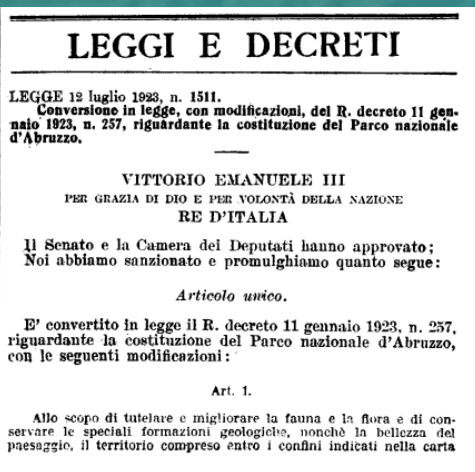 LEGGI E DECRETI
LEGGE 12 luglio 1923, n. 1511.
Conversione in legge, con modificazioni, del R. decreto 11 gen-
naio 1923, n. 257, riguardante la costituzione del Parco nazionale
d'Abruzzo.
VITTORIO EMANUELE III
PER GRAZIA DI DIO E PER VOLONTÀ DELLA NAZIONE
RE D'ITALIA
Il Senato e la Camera dei Deputati hanno approvato;
Noi abbiamo sanzionato e promulghiamo quanto segue:
Articolo unico.
E' convertito in legge il R. decreto 11 gennaio 1923, n. 257,
riguardante la costituzione del Parco nazionale d'Abruzzo,
con le seguenti modificazioni:
Art. 1.
Allo scopo di tutelare e migliorare la fauna e la flora e di con-
servare le speciali formazioni geologiche, nonchè la bellezza del
paesaggio, il territorio compreso entro i confini indicati nella carta